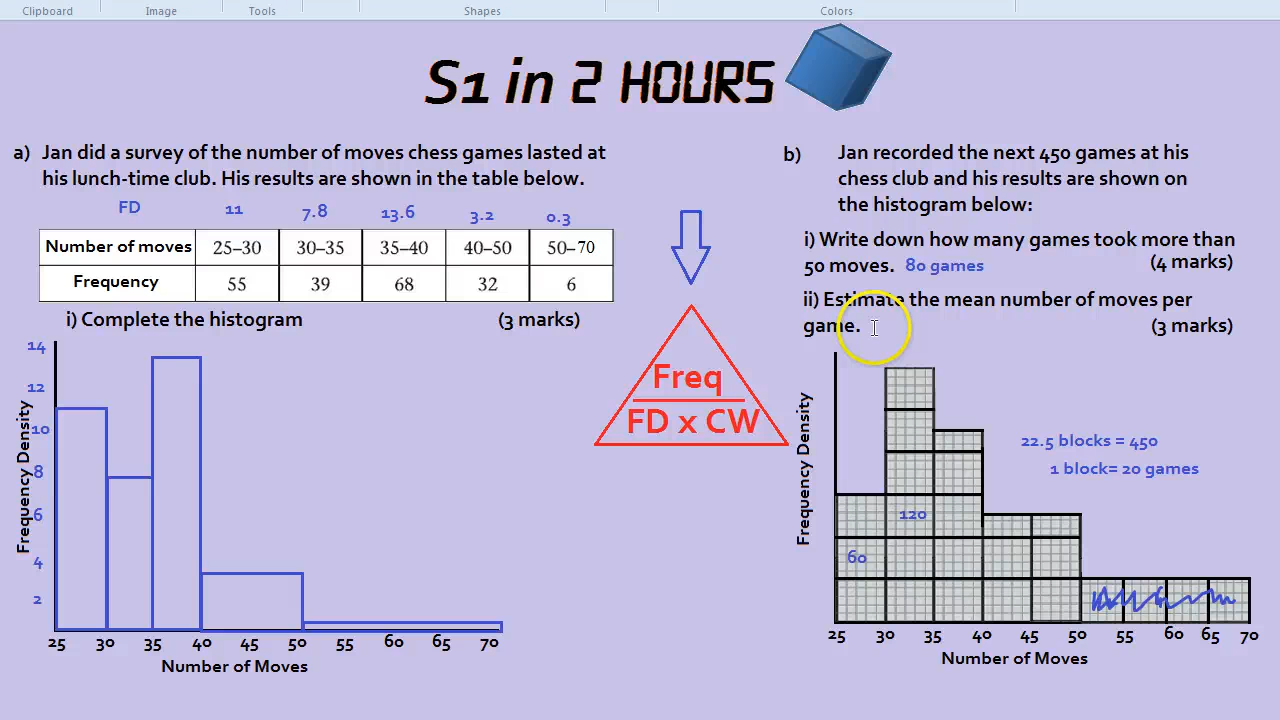 Clipboard Image Tools Shapes Colors
S1 in 2 HOURS
a) Jan did a survey of the number of moves chess games lasted at
his lunch-time club. His results are shown in the table below.
FD 11 7.8 13.6 3.2 0.3
Number of moves 25–30 30–35 35–40 40–50 50–70
Frequency 55 39 68 32 6
i) Complete the histogram (3 marks)
14
12
10
8
6
4
2
Frequency Density
25 30 35 40 45 50 55 60 65 70
Number of Moves
Freq
FD x CW
b) Jan recorded the next 450 games at his
chess club and his results are shown on
the histogram below:
i) Write down how many games took more than
50 moves. 80 games (4 marks)
ii) Estimate the mean number of moves per
game. (3 marks)
Frequency Density
22.5 blocks = 450
1 block= 20 games
120
60
25 30 35 40 45 50 55 60 65 70
Number of Moves